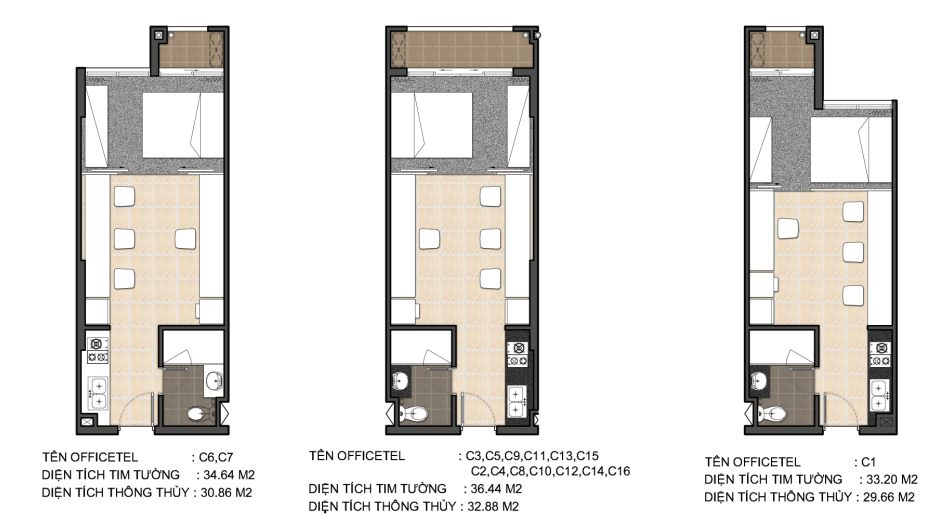 TÊN OFFICETEL : C6,C7
DIỆN TÍCH TIM TƯỜNG : 34.64 M2
DIỆN TÍCH THÔNG THỦY : 30.86 M2
TÊN OFFICETEL : C3,C5,C9,C11,C13,C15
C2,C4,C8,C10,C12,C14,C16
DIỆN TÍCH TIM TƯỜNG : 36.44 M2
DIỆN TÍCH THÔNG THỦY : 32.88 M2
TÊN OFFICETEL : C1
DIỆN TÍCH TIM TƯỜNG : 33.20 M2
DIỆN TÍCH THÔNG THỦY : 29.66 M2